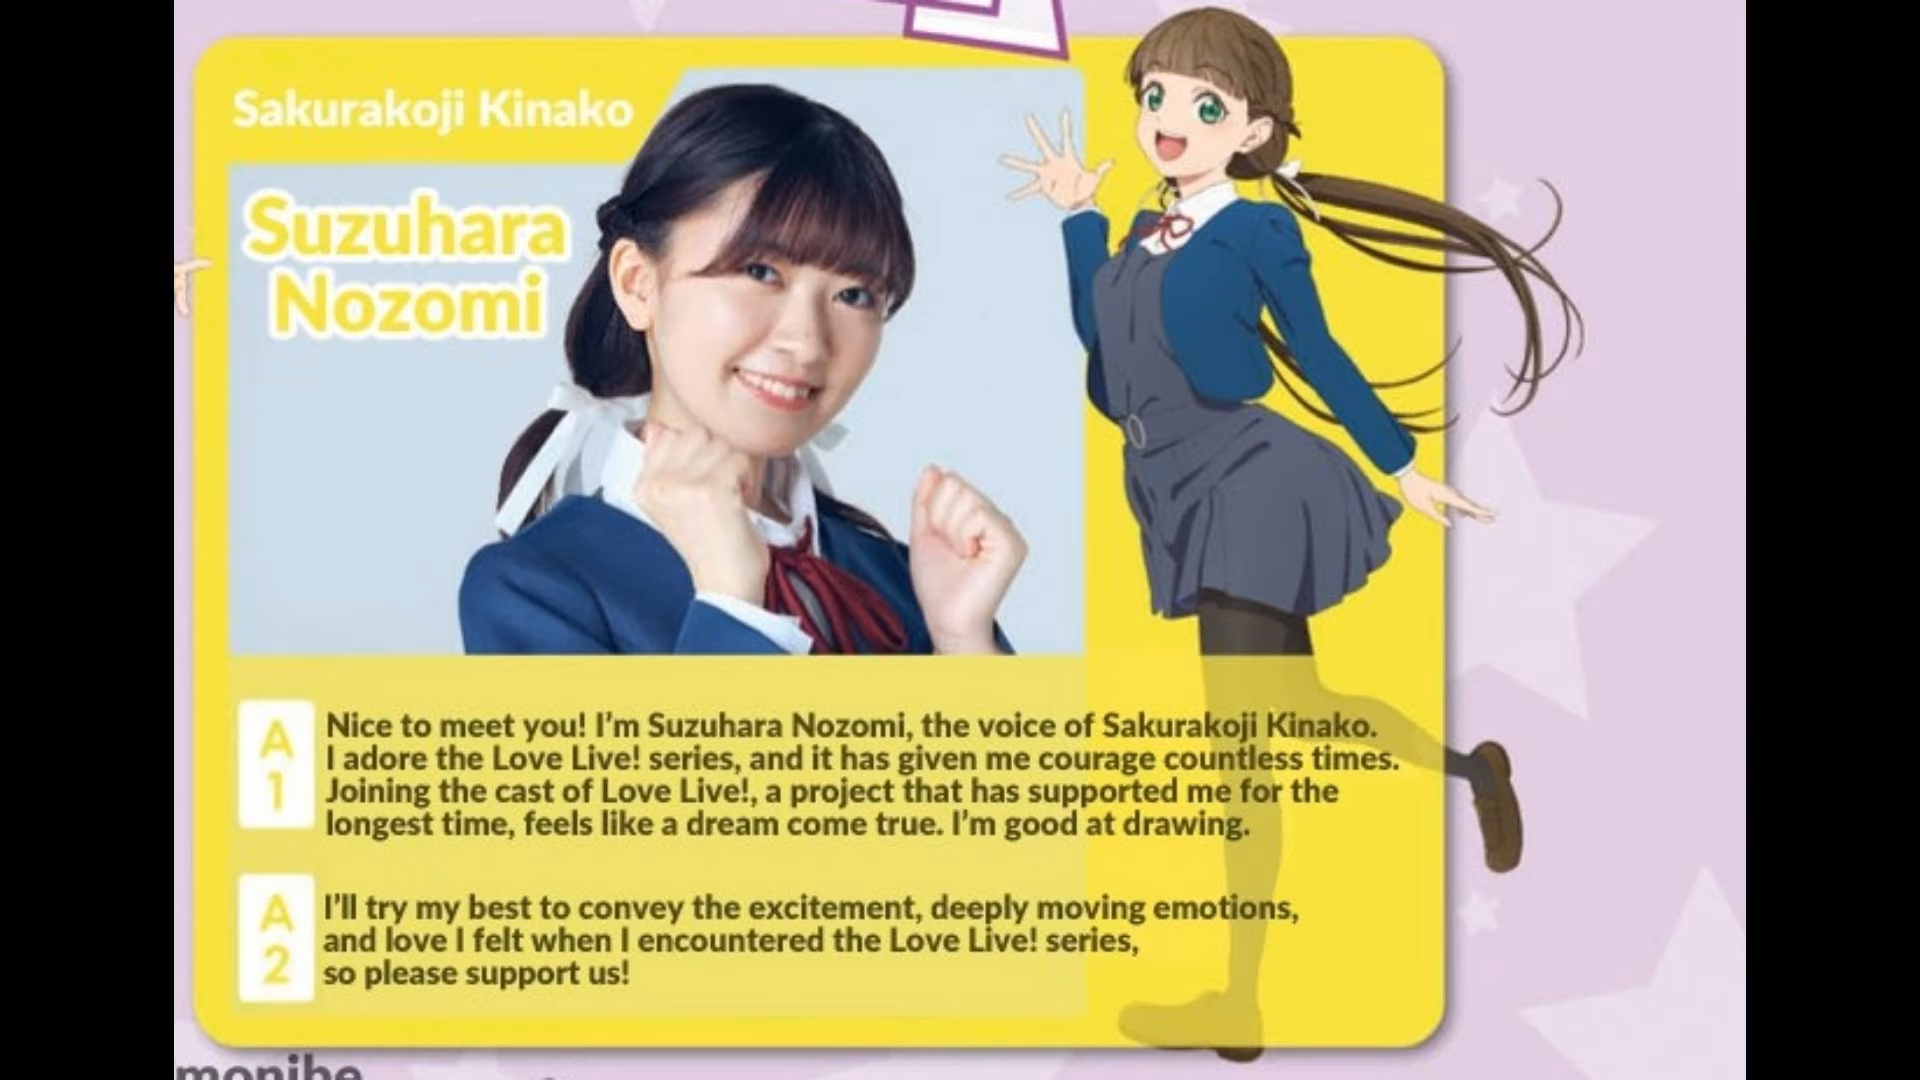 Sakurakoji Kinako
Suzuhara
Nozomi
A
1
Nice to meet you! I'm Suzuhara Nozomi, the voice of Sakurakoji Kinako.
I adore the Love Live! series, and it has given me courage countless times.
Joining the cast of Love Live!, a project that has supported me for the
longest time, feels like a dream come true. I'm good at drawing.
A
2
I'll try my best to convey the excitement, deeply moving emotions,
and love I felt when I encountered the Love Live! series,
so please support us!